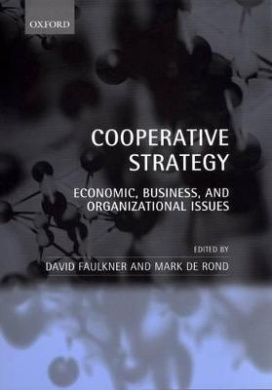 OXFORD
COOPERATIVE
STRATEGY
ECONOMIC, BUSINESS, AND
ORGANIZATIONAL ISSUES
EDITED BY
DAVID FAULKNER AND MARK DE ROND